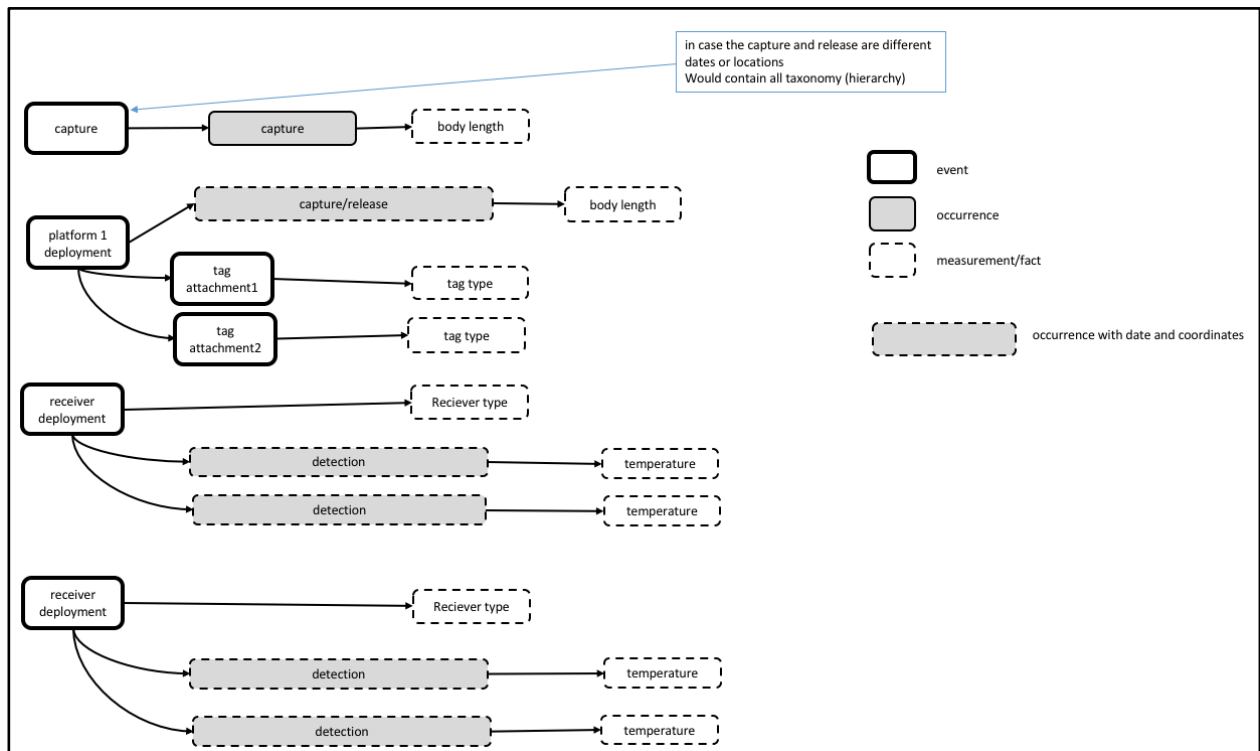 in case the capture and release are different
dates or locations
Would contain all taxonomy (hierarchy)
capture
capture
body length
event
capture/release
body length
occurrence
platform 1
deployment
measurement/fact
tag
attachment1
tag type
tag
attachment2
tag type
occurrence with date and coordinates
receiver
deployment
Reciever type
detection
temperature
detection
temperature
receiver
deployment
Reciever type
detection
temperature
detection
temperature